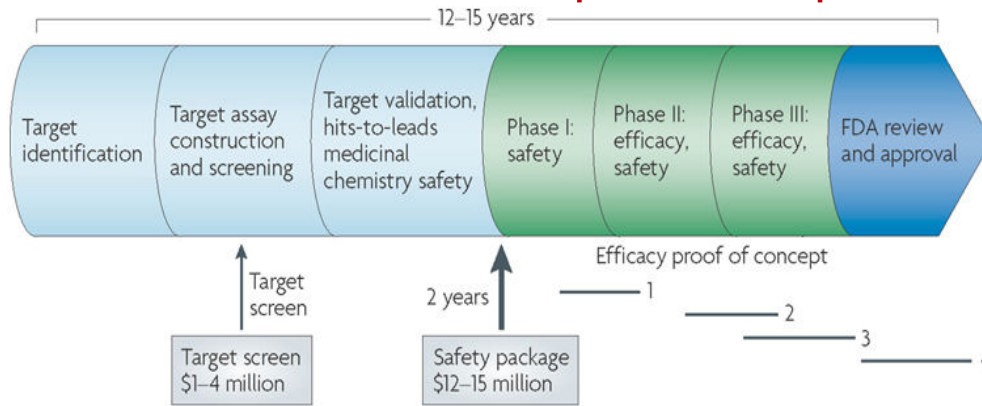 12–15 years
Target
identification
Target assay
construction
and screening
Target validation,
hits-to-leads
medicinal
chemistry safety
Phase I:
safety
Phase II:
efficacy,
safety
Phase III:
efficacy,
safety
FDA review
and approval
Efficacy proof of concept
Target
screen
2 years
1
2
3
Target screen
$1–4 million
Safety package
$12–15 million